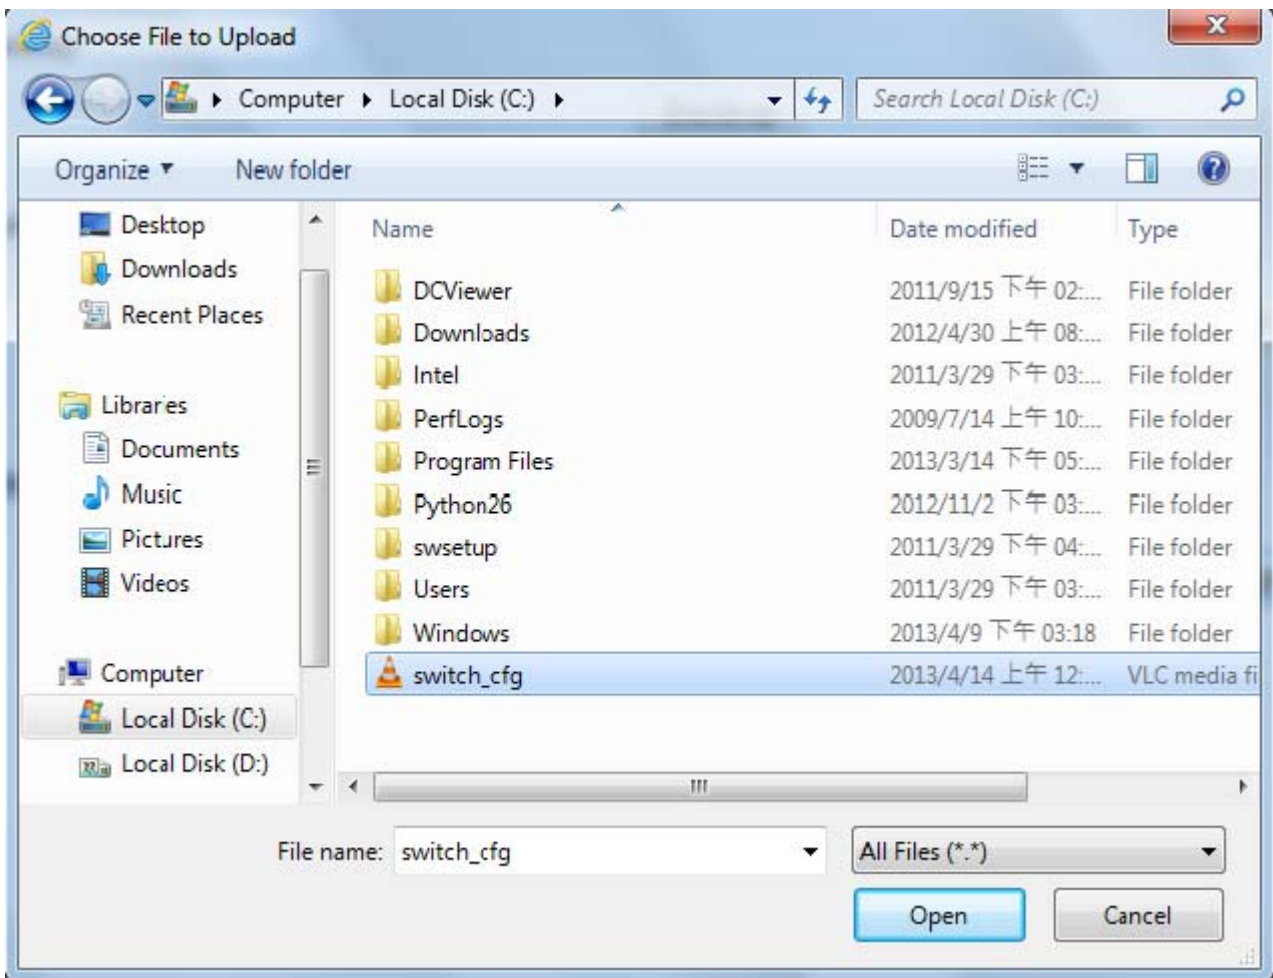 Choose File to Upload
Computer Local Disk (C:)
Search Local Disk (C:)
Organize New folder
Desktop
Downloads
Recent Places
Libraries
Documents
Music
Pictures
Videos
Computer
Local Disk (C:)
Local Disk (D:)
Name Date modified Type
DCViewer 2011/9/15 下午 02:... File folder
Downloads 2012/4/30 上午 08:... File folder
Intel 2011/3/29 下午 03:... File folder
PerfLogs 2009/7/14 上午 10:... File folder
Program Files 2013/3/14 下午 05:... File folder
Python26 2012/11/2 下午 03:... File folder
swsetup 2011/3/29 下午 04:... File folder
Users 2011/3/29 下午 03:... File folder
Windows 2013/4/9 下午 03:18 File folder
switch_cfg 2013/4/14 上午 12:... VLC media fi
File name: switch_cfg All Files (*.*)
Open Cancel